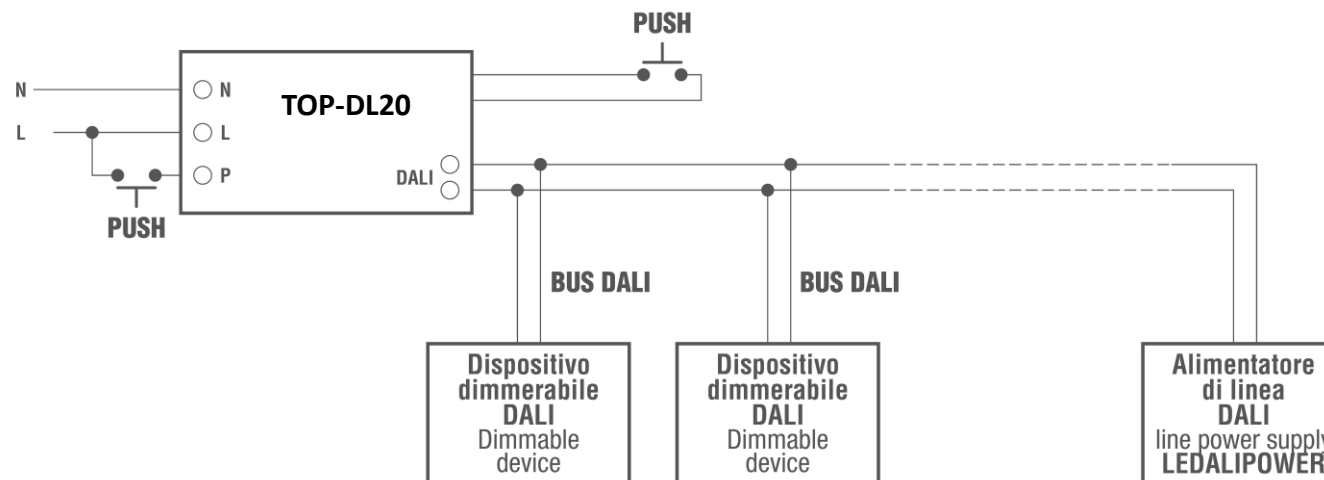 PUSH
N
N
TOP-DL20
L
L
P
DALI
PUSH
BUS DALI
BUS DALI
Dispositivo
dimmerabile
DALI
Dimmable
device
Dispositivo
dimmerabile
DALI
Dimmable
device
Alimentatore
di linea
DALI
line power supply
LEDALIPOWER